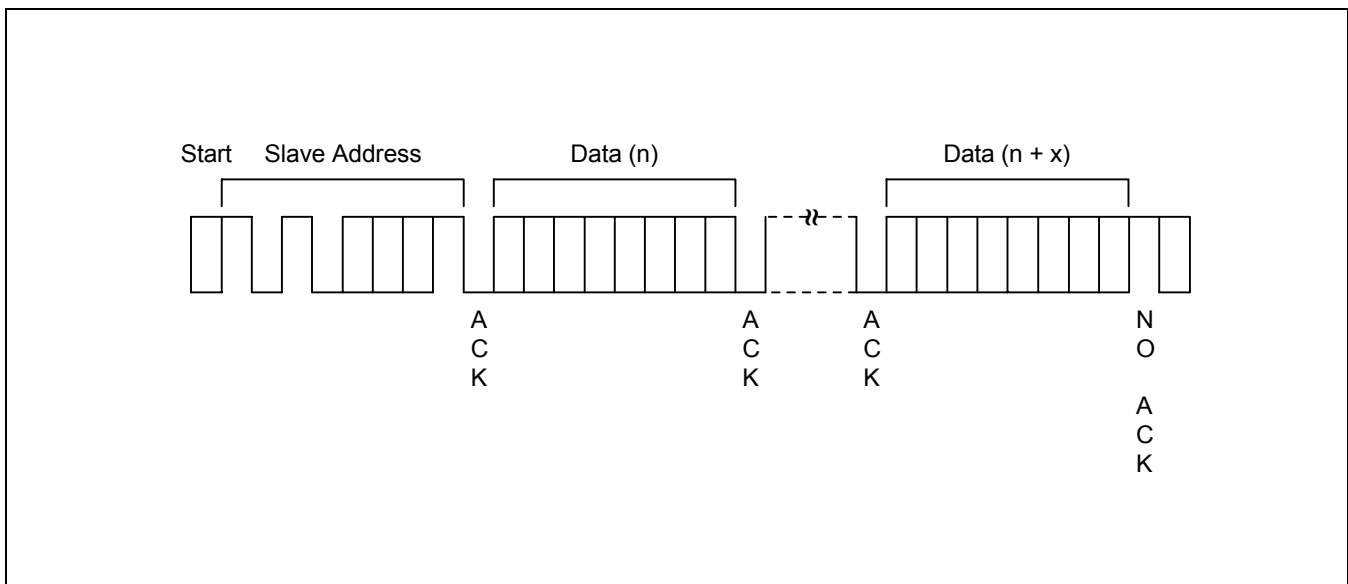 Start Slave Address Data (n) Data (n + x)
A A A N
C C C O
K K K
A
C
K